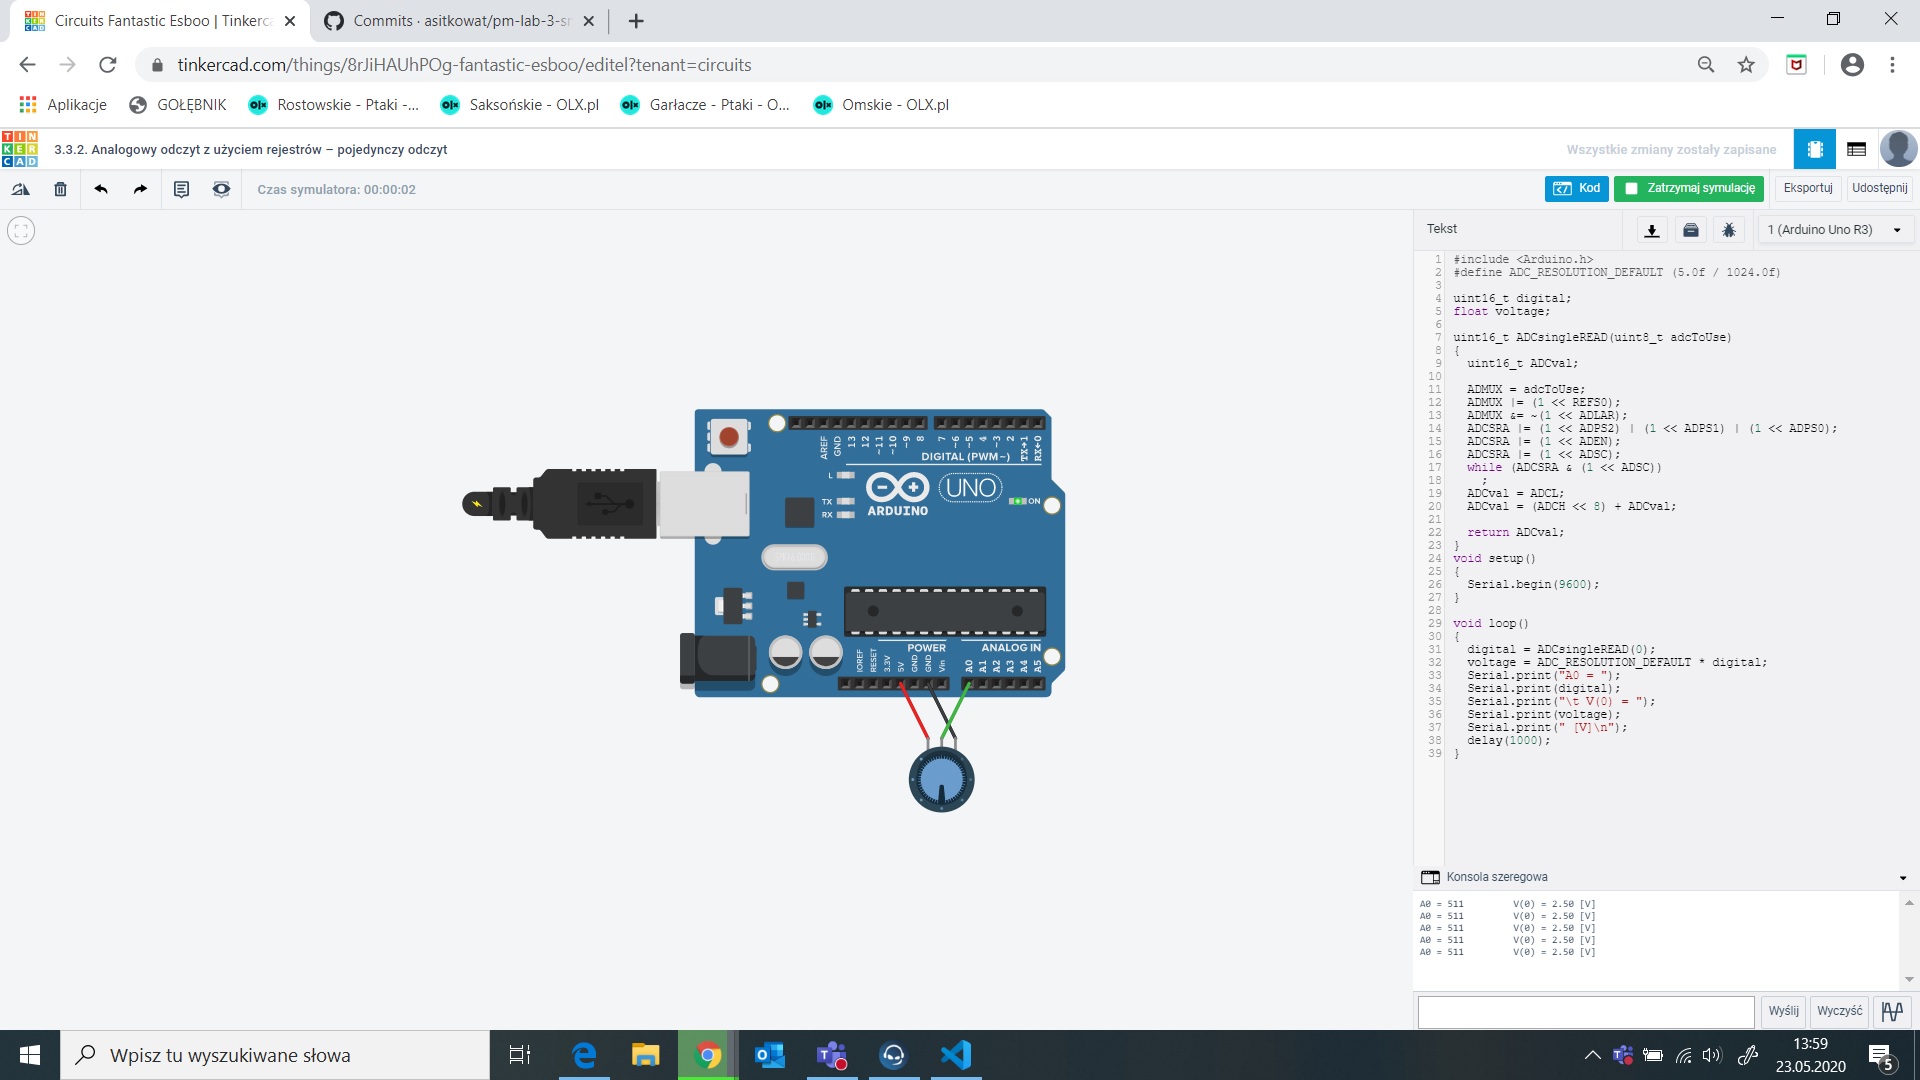 Circuits Fantastic Esboo | Tinkerca
Commits · asitkowat/pm-lab-3-sr
tinkercad.com/things/8rJiHAUhPOg-fantastic-esboo/editel?tenant=circuits
Aplikacje
GOŁĘBNIK
Rostowskie - Ptaki -...
Saksońskie - OLX.pl
Garłacze - Ptaki - O...
Omskie - OLX.pl
TIN
KER
CAD
3.3.2. Analogowy odczyt z użyciem rejestrów – pojedynczy odczyt
Wszystkie zmiany zostały zapisane
Czas symulatora: 00:00:02
Kod
Zatrzymaj symulację
Eksportuj
Udostępnij
Tekst
1 (Arduino Uno R3)
1 #include <Arduino.h>
2 #define ADC_RESOLUTION_DEFAULT (5.0f / 1024.0f)
3
4 uint16_t digital;
5 float voltage;
6
7 uint16_t ADCsingleREAD(uint8_t adcToUse)
8 {
9 uint16_t ADCval;
10
11 ADMUX = adcToUse;
12 ADMUX |= (1 << REFS0);
13 ADMUX &= ~(1 << ADLAR);
14 ADCSRA |= (1 << ADPS2) | (1 << ADPS1) | (1 << ADPS0);
15 ADCSRA |= (1 << ADEN);
16 ADCSRA |= (1 << ADSC);
17 while (ADCSRA & (1 << ADSC))
18 ;
19 ADCval = ADCL;
20 ADCval = (ADCH << 8) + ADCval;
21
22 return ADCval;
23 }
24 void setup()
25 {
26 Serial.begin(9600);
27 }
28
29 void loop()
30 {
31 digital = ADCsingleREAD(0);
32 voltage = ADC_RESOLUTION_DEFAULT * digital;
33 Serial.print("A0 = ");
34 Serial.print(digital);
35 Serial.print("\t V(0) = ");
36 Serial.print(voltage);
37 Serial.print(" [V]\n");
38 delay(1000);
39 }
AREF
GND
13
12
~11
~10
~9
8
7
~6
~5
4
~3
2
TX→1
RX←0
DIGITAL (PWM~)
L
TX
RX
ARDUINO
UNO
ON
POWER
ANALOG IN
IOREF
RESET
3.3V
5V
GND
GND
Vin
A0
A1
A2
A3
A4
A5
Konsola szeregowa
A0 = 511 V(0) = 2.50 [V]
A0 = 511 V(0) = 2.50 [V]
A0 = 511 V(0) = 2.50 [V]
A0 = 511 V(0) = 2.50 [V]
A0 = 511 V(0) = 2.50 [V]
Wyślij
Wyczyść
Wpisz tu wyszukiwane słowa
13:59
23.05.2020
5